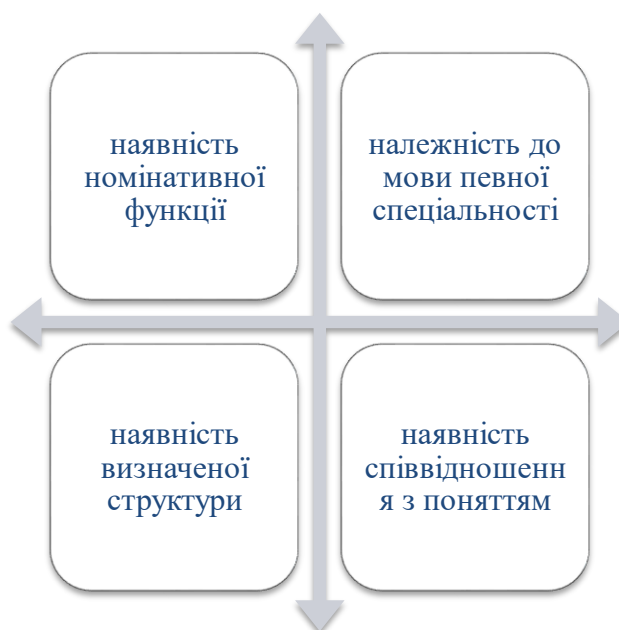 наявність
номінативної
функції
належність до
мови певної
спеціальності
наявність
визначеної
структури
наявність
співвідношенн
я з поняттям